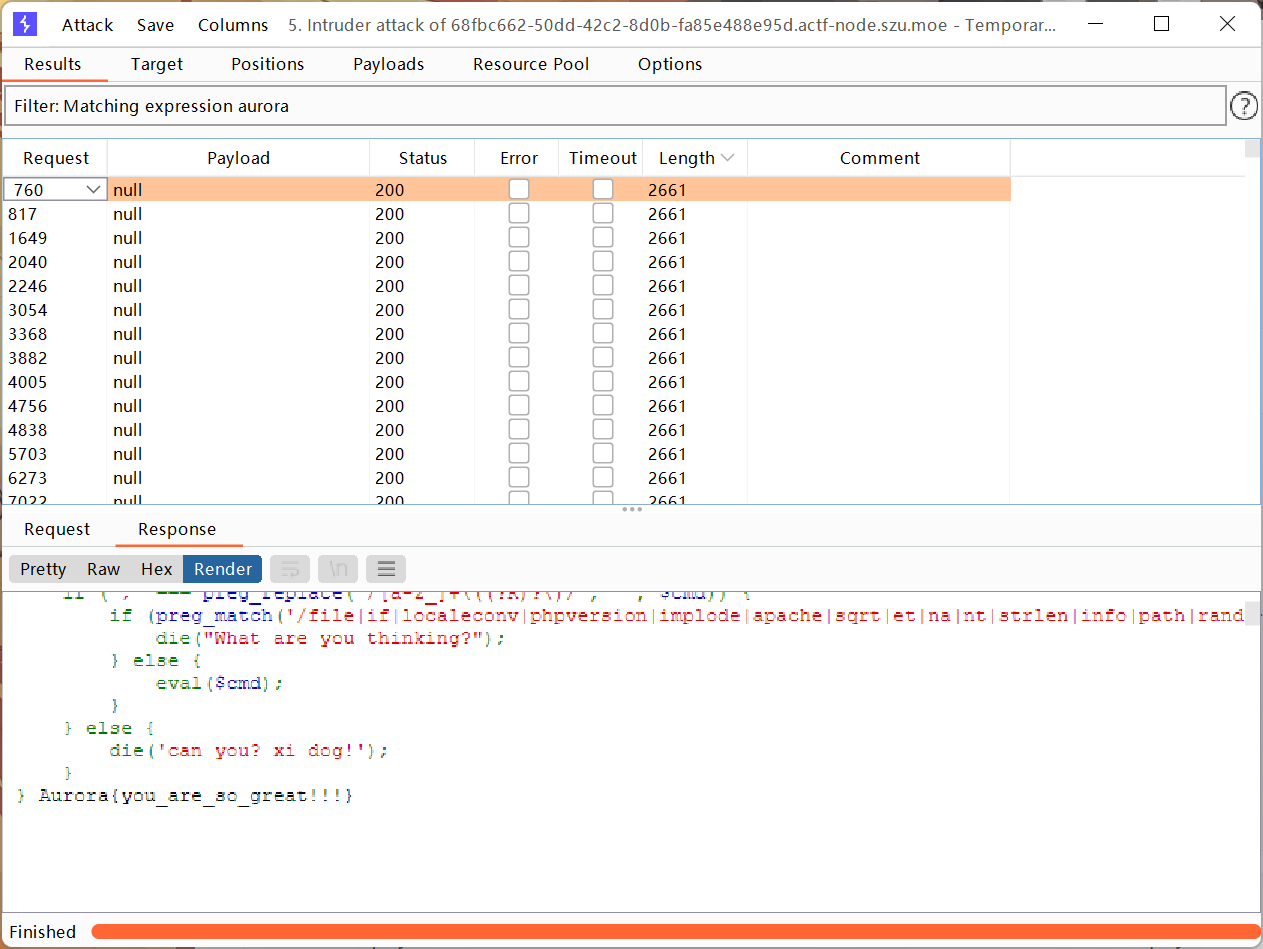 Attack Save Columns 5. Intruder attack of 68fbc662-50dd-42c2-8d0b-fa85e488e95d.actf-node.szu.moe - Temporar...
Results Target Positions Payloads Resource Pool Options
Filter: Matching expression aurora
?
Request Payload Status Error Timeout Length Comment
760 null 200 2661
817 null 200 2661
1649 null 200 2661
2040 null 200 2661
2246 null 200 2661
3054 null 200 2661
3368 null 200 2661
3882 null 200 2661
4005 null 200 2661
4756 null 200 2661
4838 null 200 2661
5703 null 200 2661
6273 null 200 2661
7022 null 200 2661
Request Response
Pretty Raw Hex Render \n
if (preg_match('/file|if|localeconv|phpversion|implode|apache|sqrt|et|na|nt|strlen|info|path|rand
die("What are you thinking?");
} else {
eval($cmd);
}
} else {
die('can you? xi dog!');
}
} Aurora{you_are_so_great!!!}
Finished